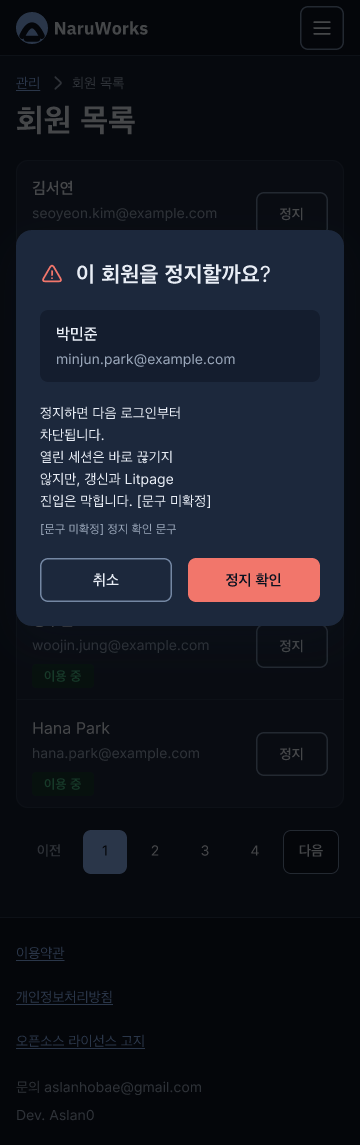 NaruWorks
관리 > 회원 목록
회원 목록
김서연
seoyeon.kim@example.com
정지
이 회원을 정지할까요?
박민준
minjun.park@example.com
정지하면 다음 로그인부터
차단됩니다.
열린 세션은 바로 끊기지
않지만, 갱신과 Litpage
진입은 막힙니다. [문구 미확정]
[문구 미확정] 정지 확인 문구
취소
정지 확인
woojin.jung@example.com
정지
이용 중
Hana Park
hana.park@example.com
정지
이용 중
이전 1 2 3 4 다음
이용약관
개인정보처리방침
오픈소스 라이선스 고지
문의 aslanhobae@gmail.com
Dev. Aslan0